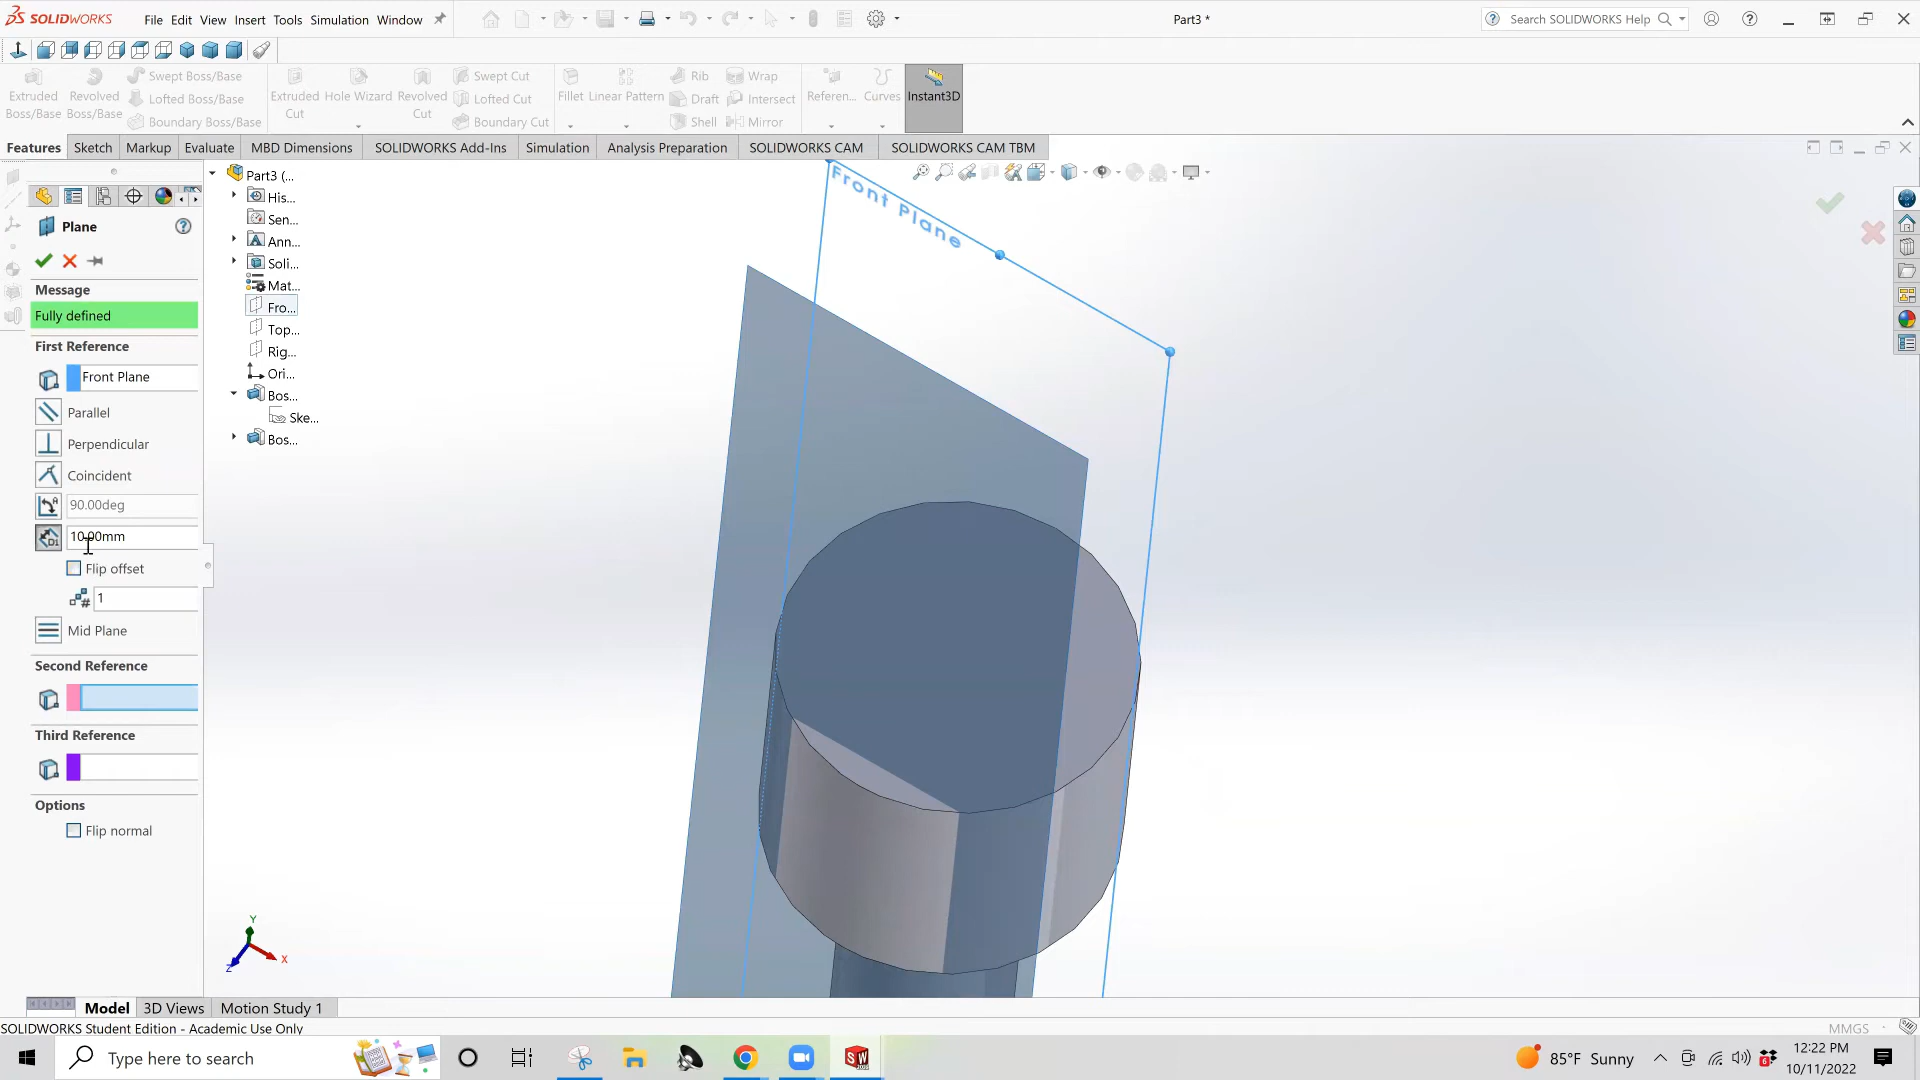 SOLIDWORKS File Edit View Insert Tools Simulation Window Part3 * Search SOLIDWORKS Help
Extruded Boss/Base
Revolved Boss/Base
Swept Boss/Base
Lofted Boss/Base
Boundary Boss/Base
Extruded Cut
Hole Wizard
Revolved Cut
Swept Cut
Lofted Cut
Boundary Cut
Fillet
Linear Pattern
Rib
Draft
Shell
Wrap
Intersect
Mirror
Referen...
Curves
Instant3D
Features Sketch Markup Evaluate MBD Dimensions SOLIDWORKS Add-Ins Simulation Analysis Preparation SOLIDWORKS CAM SOLIDWORKS CAM TBM
Plane
Message
Fully defined
First Reference
Front Plane
Parallel
Perpendicular
Coincident
90.00deg
10.00mm
Flip offset
1
Mid Plane
Second Reference
Third Reference
Options
Flip normal
Part3 (...
His...
Sen...
Ann...
Soli...
Mat...
Fro...
Top...
Rig...
Ori...
Bos...
Ske...
Bos...
Front Plane
Y
X
Z
Model 3D Views Motion Study 1
SOLIDWORKS Student Edition - Academic Use Only
MMGS
Type here to search
85°F Sunny
12:22 PM
10/11/2022